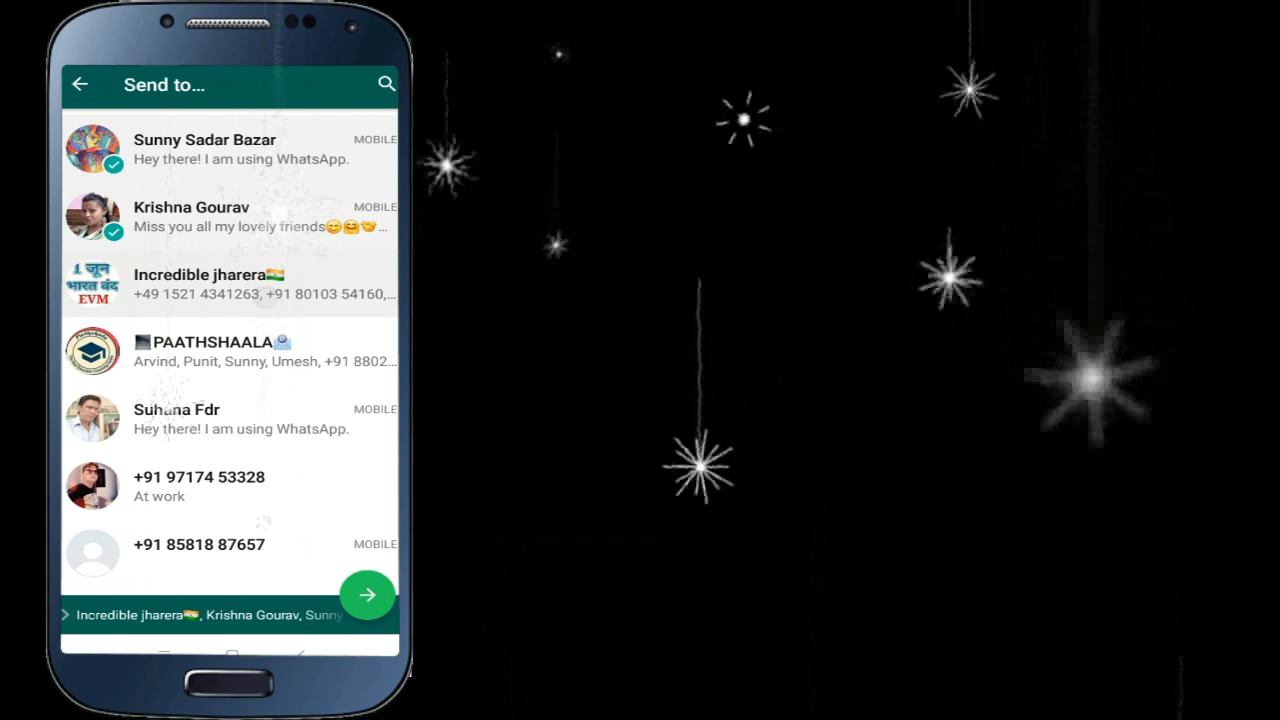 Send to...
Sunny Sadar Bazar MOBILE
Hey there! I am using WhatsApp.
Krishna Gourav MOBILE
Miss you all my lovely friends😊🤗🤝...
1 जून
भारत बंद
EVM
Incredible jharera🇮🇳
+49 1521 4341263, +91 80103 54160,...
PAATHSHAALA
Arvind, Punit, Sunny, Umesh, +91 8802...
Suhana Fdr MOBILE
Hey there! I am using WhatsApp.
+91 97174 53328
At work
+91 85818 87657 MOBILE
Incredible jharera🇮🇳, Krishna Gourav, Sunny